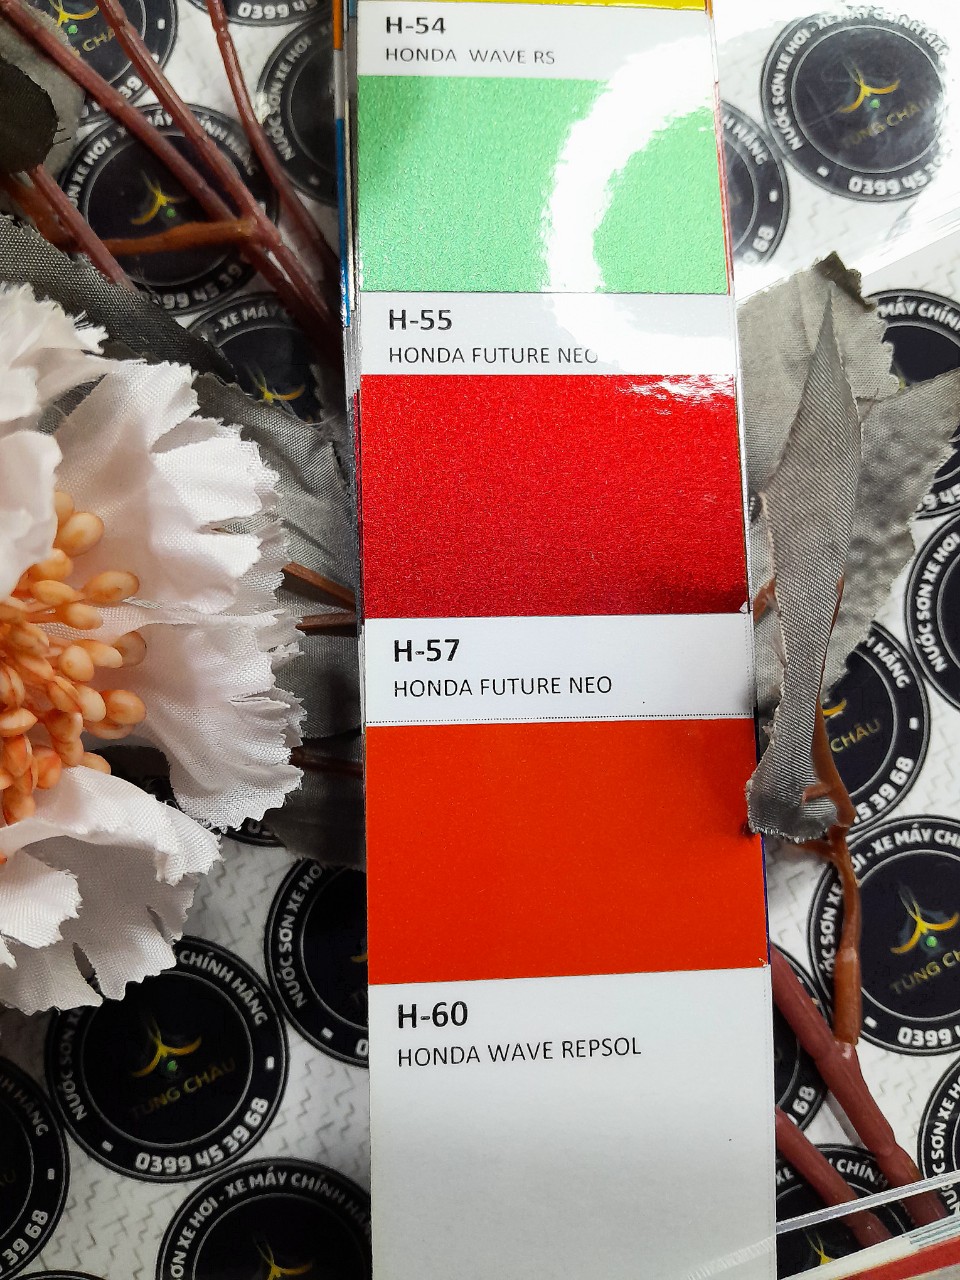 H-54
HONDA WAVE RS
H-55
HONDA FUTURE NEO
H-57
HONDA FUTURE NEO
H-60
HONDA WAVE REPSOL
NƯỚC SƠN XE HƠI - XE MÁY CHÍNH HÃNG
TÙNG CHÂU
0399 45 39 68